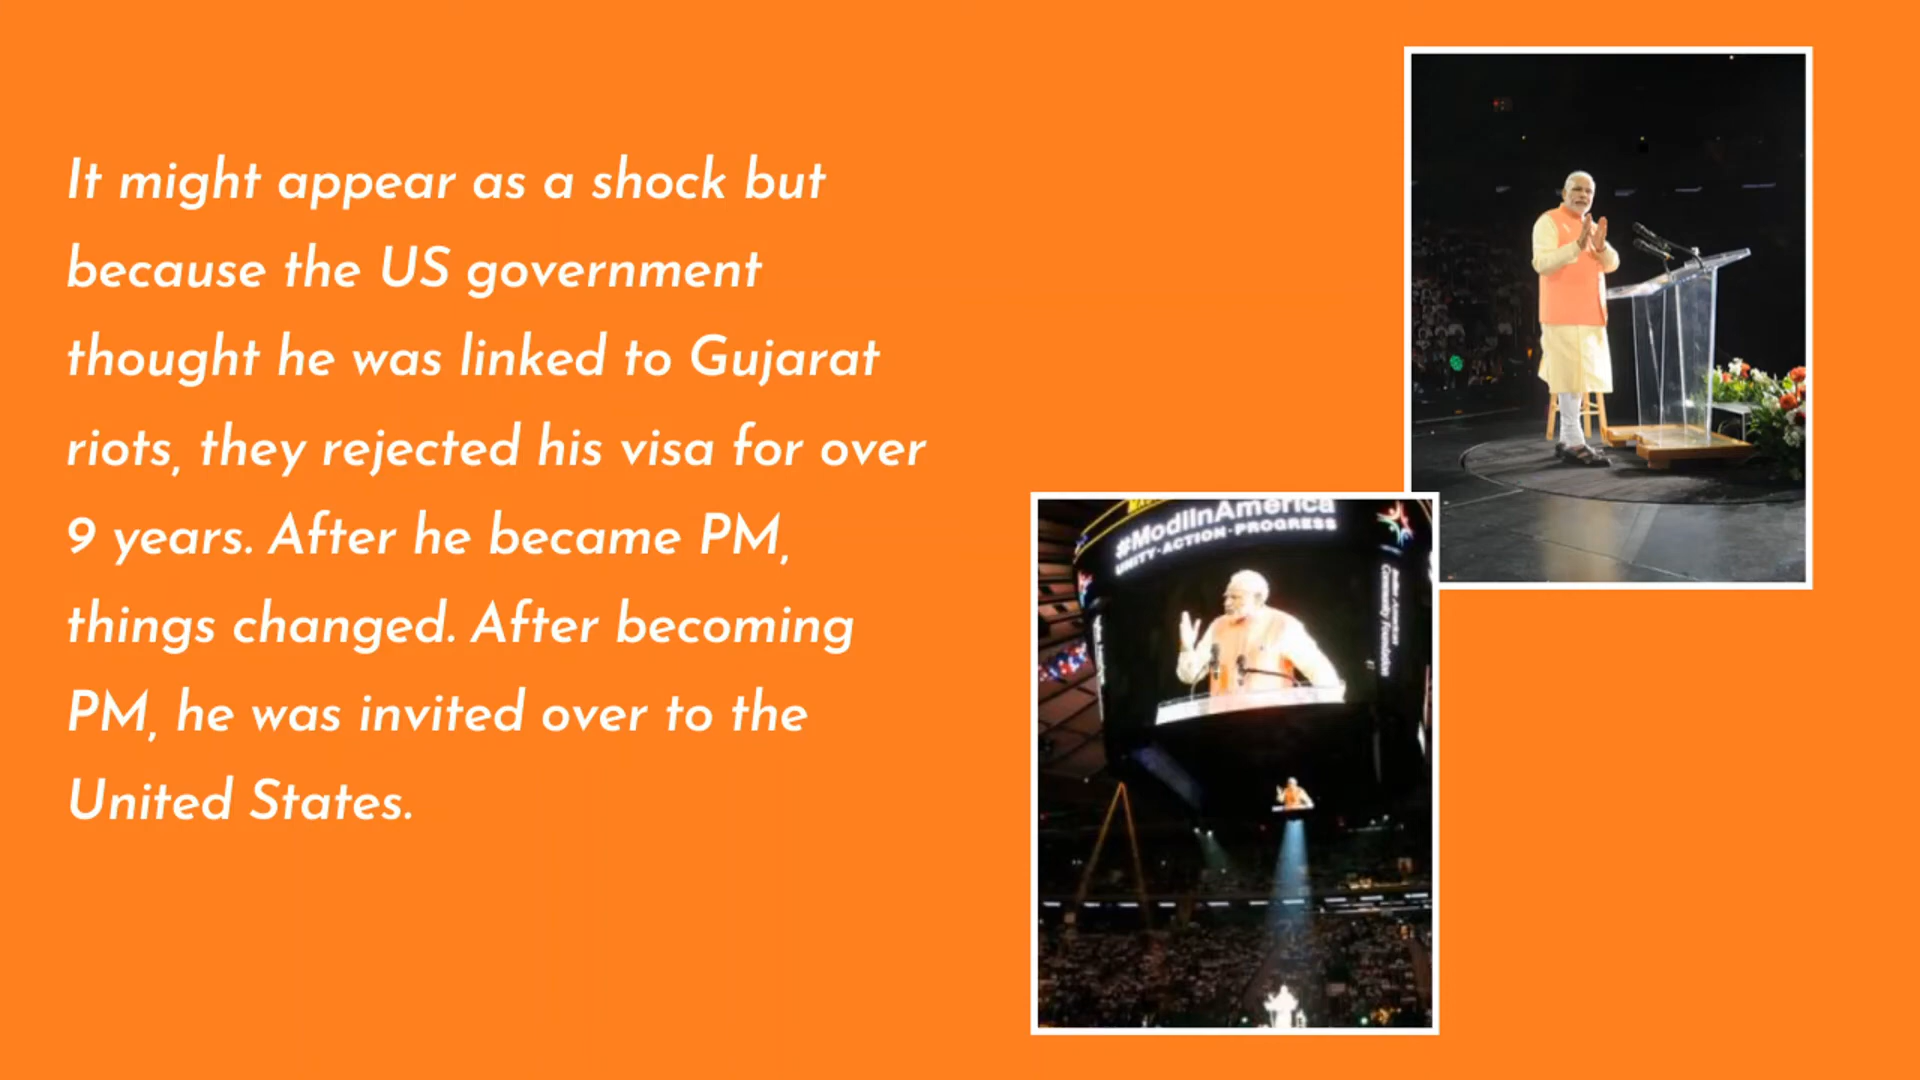 It might appear as a shock but
because the US government
thought he was linked to Gujarat
riots, they rejected his visa for over
9 years. After he became PM,
things changed. After becoming
PM, he was invited over to the
United States.
#ModiInAmerica
UNITY·ACTION·PROGRESS
Community Foundation